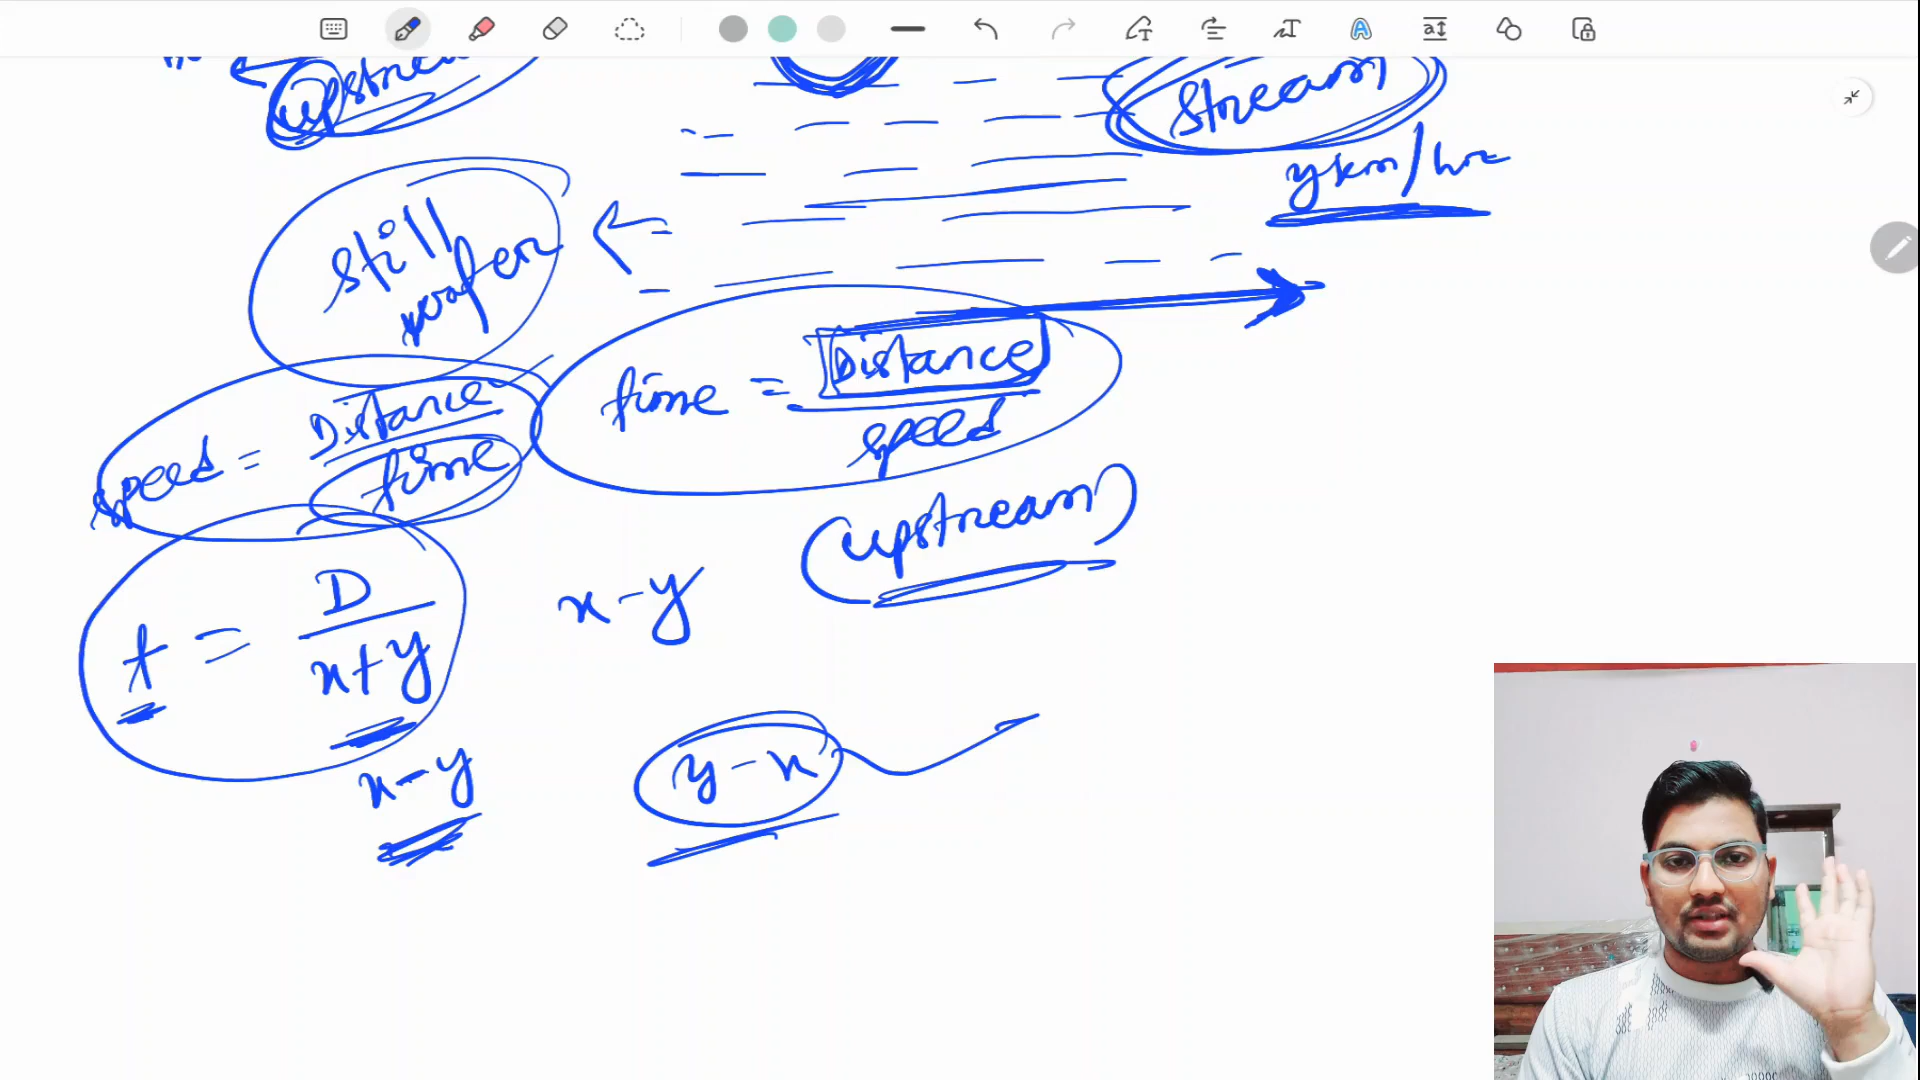 upstream
stream
y km/hr
still
water
time = Distance / speed
speed = Distance / time
(upstream)
t = D / x+y
x-y
x-y
y-x